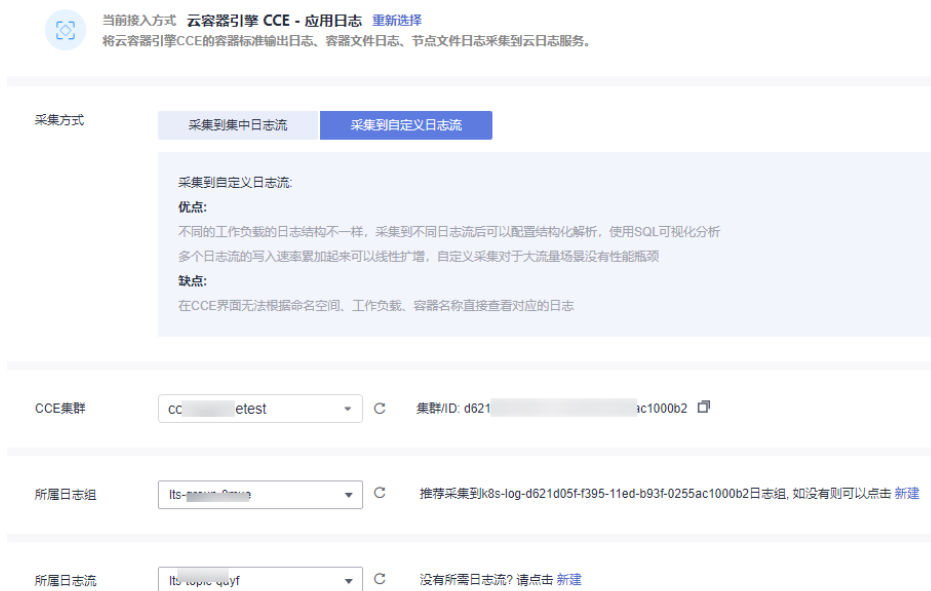 当前接入方式 云容器引擎 CCE - 应用日志 重新选择
将云容器引擎CCE的容器标准输出日志、容器文件日志、节点文件日志采集到云日志服务。
采集方式
采集到集中日志流 采集到自定义日志流
采集到自定义日志流:
优点:
不同的工作负载的日志结构不一样，采集到不同日志流后可以配置结构化解析，使用SQL可视化分析
多个日志流的写入速率累加起来可以线性扩增，自定义采集对于大流量场景没有性能瓶颈
缺点:
在CCE界面无法根据命名空间、工作负载、容器名称直接查看对应的日志
CCE集群 cc etest 集群/ID: d621 ac1000b2
所属日志组 lts- 推荐采集到k8s-log-d621d05f-f395-11ed-b93f-0255ac1000b2日志组, 如没有则可以点击 新建
所属日志流 没有所需日志流? 请点击 新建